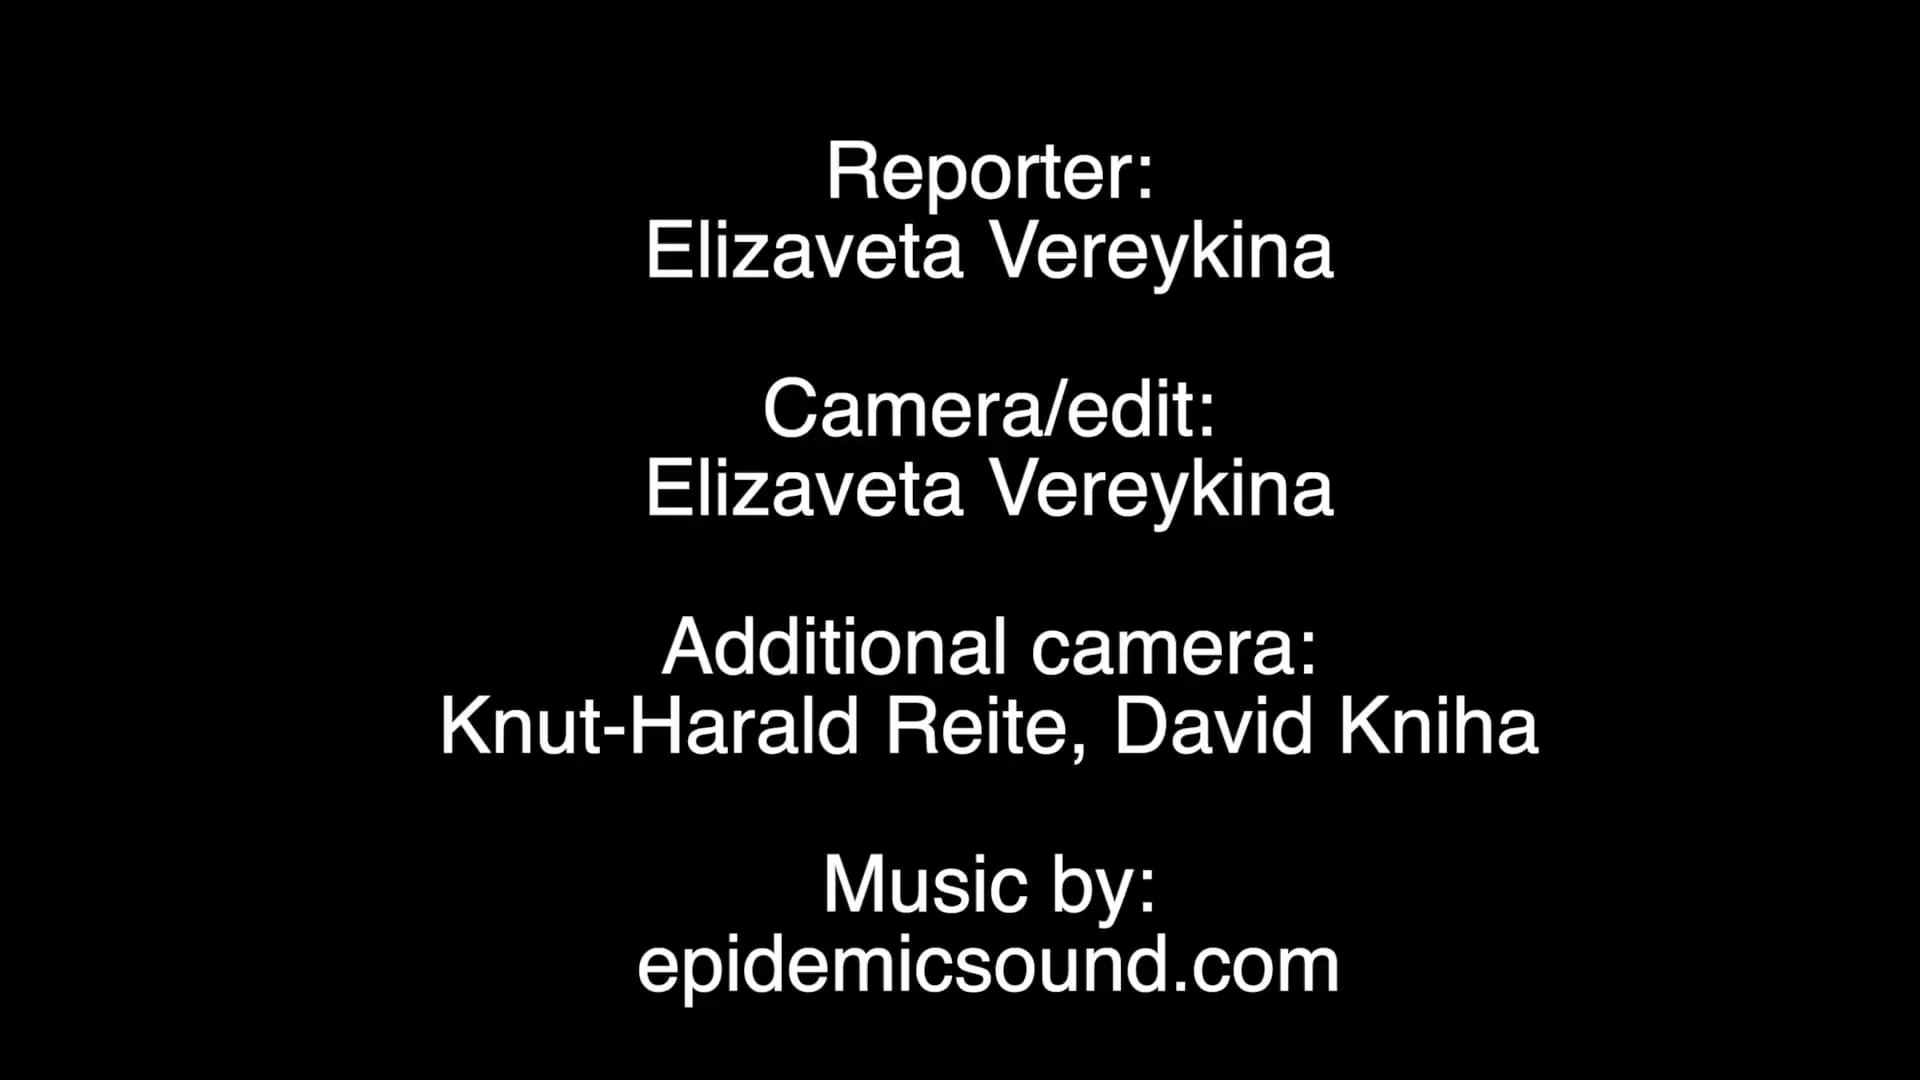 Reporter:
Elizaveta Vereykina
Camera/edit:
Elizaveta Vereykina
Additional camera:
Knut-Harald Reite, David Kniha
Music by:
epidemicsound.com